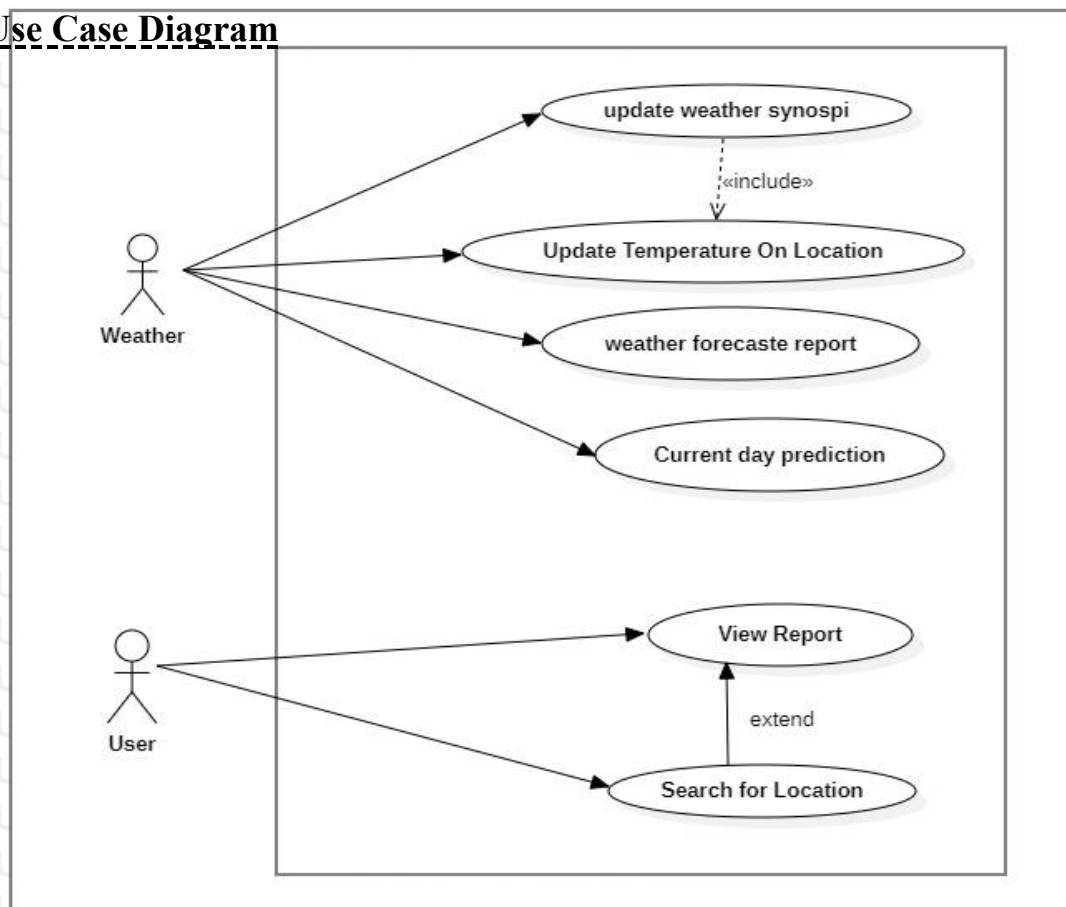 Use Case Diagram
update weather synospi
«include»
Update Temperature On Location
Weather
weather forecaste report
Current day prediction
View Report
User
extend
Search for Location